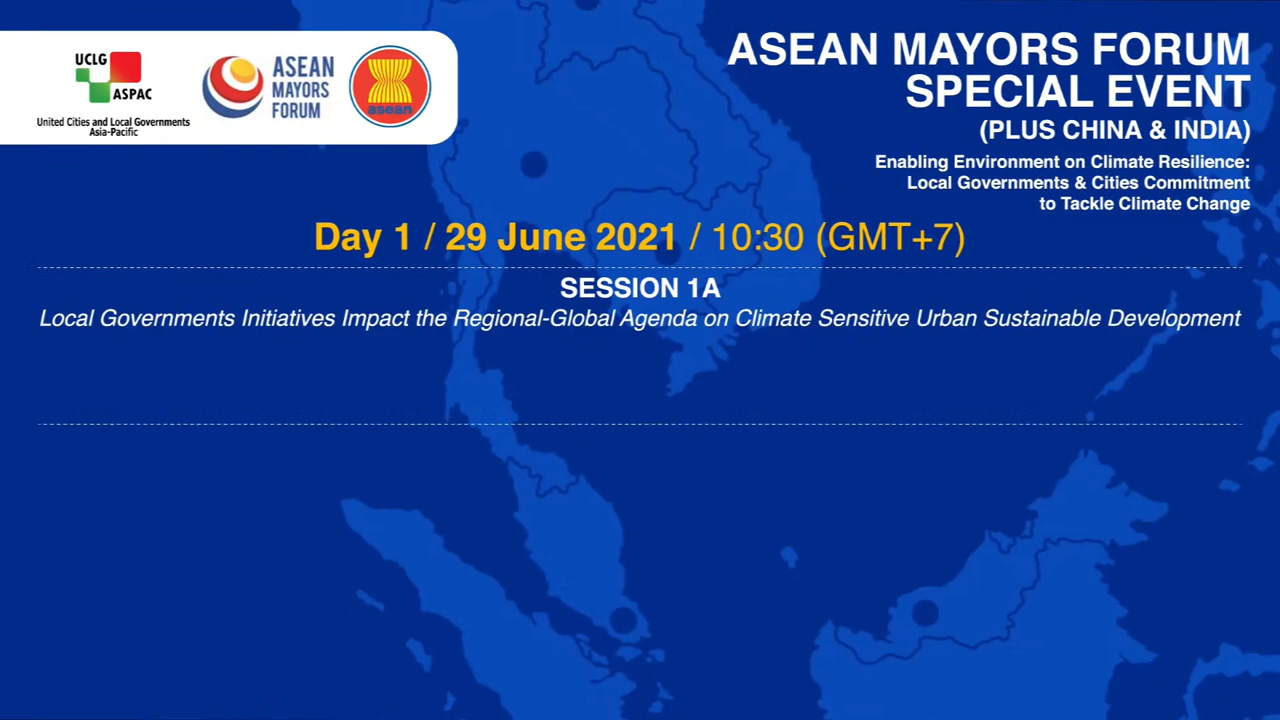 UCLG
ASPAC
United Cities and Local Governments
Asia-Pacific
ASEAN
MAYORS
FORUM
asean
ASEAN MAYORS FORUM
SPECIAL EVENT
(PLUS CHINA & INDIA)
Enabling Environment on Climate Resilience:
Local Governments & Cities Commitment
to Tackle Climate Change
Day 1 / 29 June 2021 / 10:30 (GMT+7)
SESSION 1A
Local Governments Initiatives Impact the Regional-Global Agenda on Climate Sensitive Urban Sustainable Development